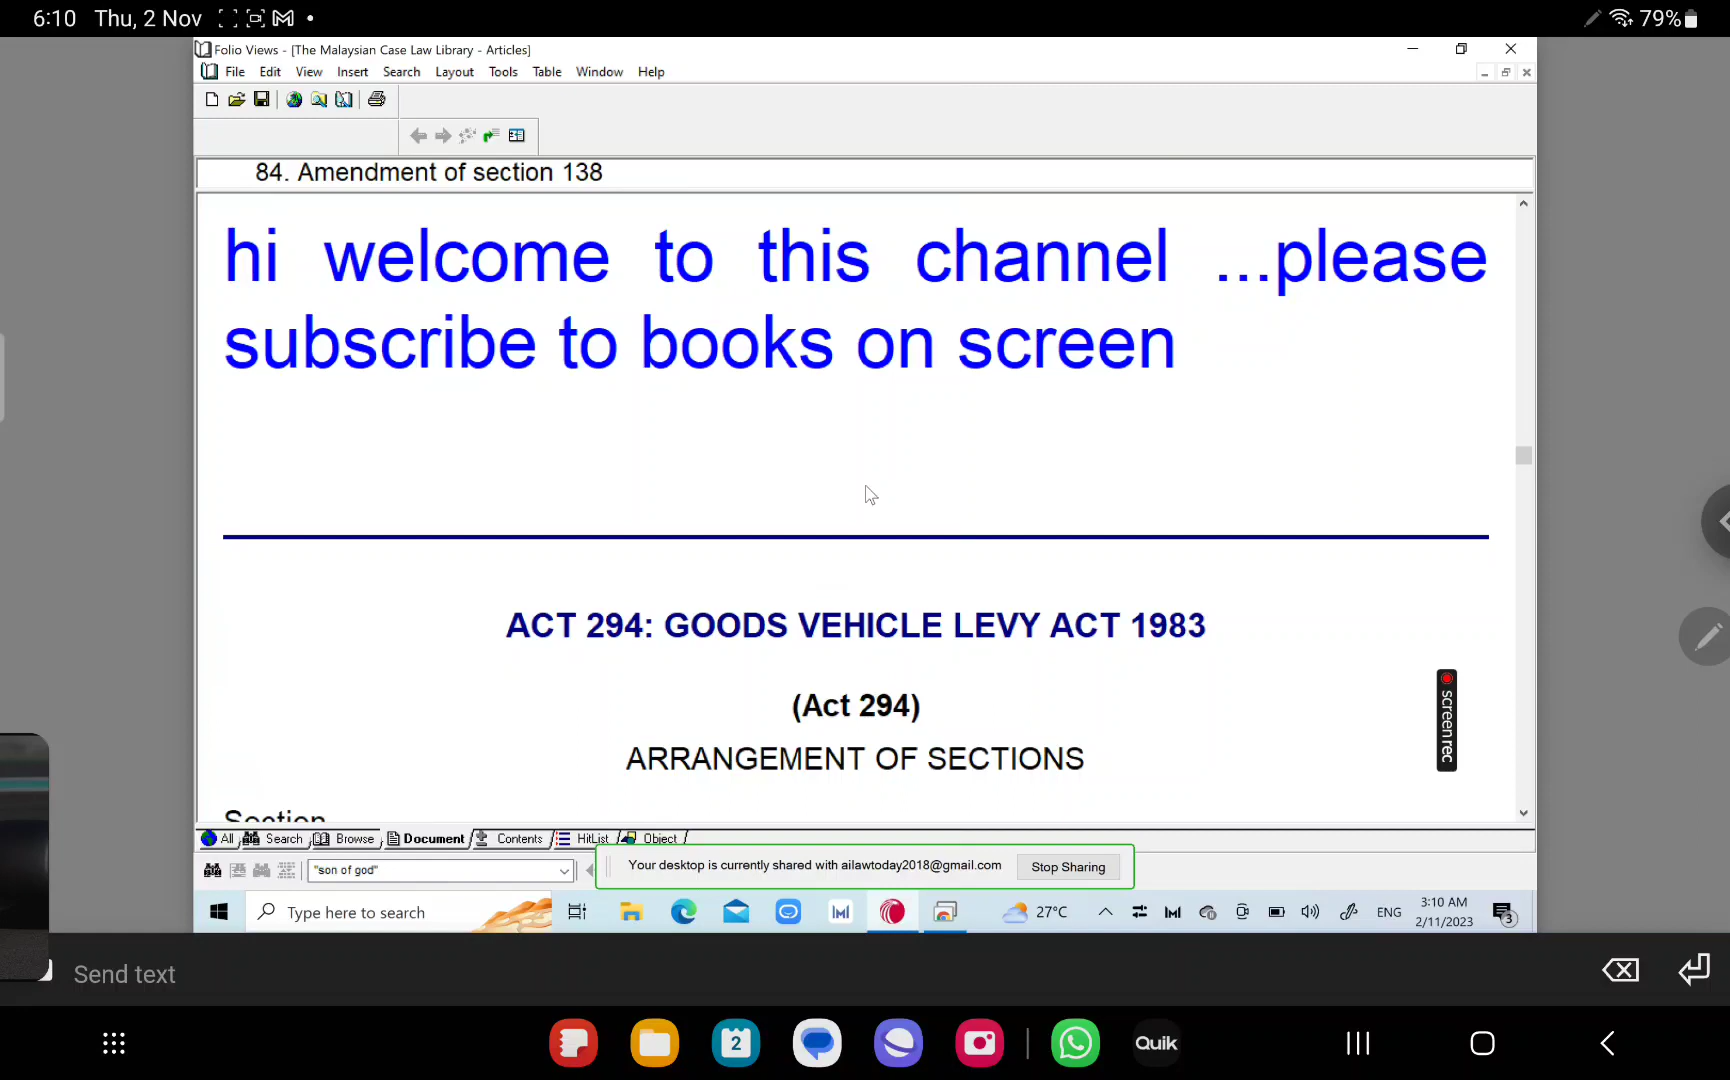 6:10 Thu, 2 Nov
79%
Folio Views - [The Malaysian Case Law Library - Articles]
File Edit View Insert Search Layout Tools Table Window Help
84. Amendment of section 138
hi welcome to this channel ...please
subscribe to books on screen
ACT 294: GOODS VEHICLE LEVY ACT 1983
(Act 294)
ARRANGEMENT OF SECTIONS
screenrec
Section
All Search Browse Document Contents HitList Object
"son of god"
Your desktop is currently shared with ailawtoday2018@gmail.com Stop Sharing
Type here to search
27°C
ENG
3:10 AM
2/11/2023
3
Send text
2
Quik